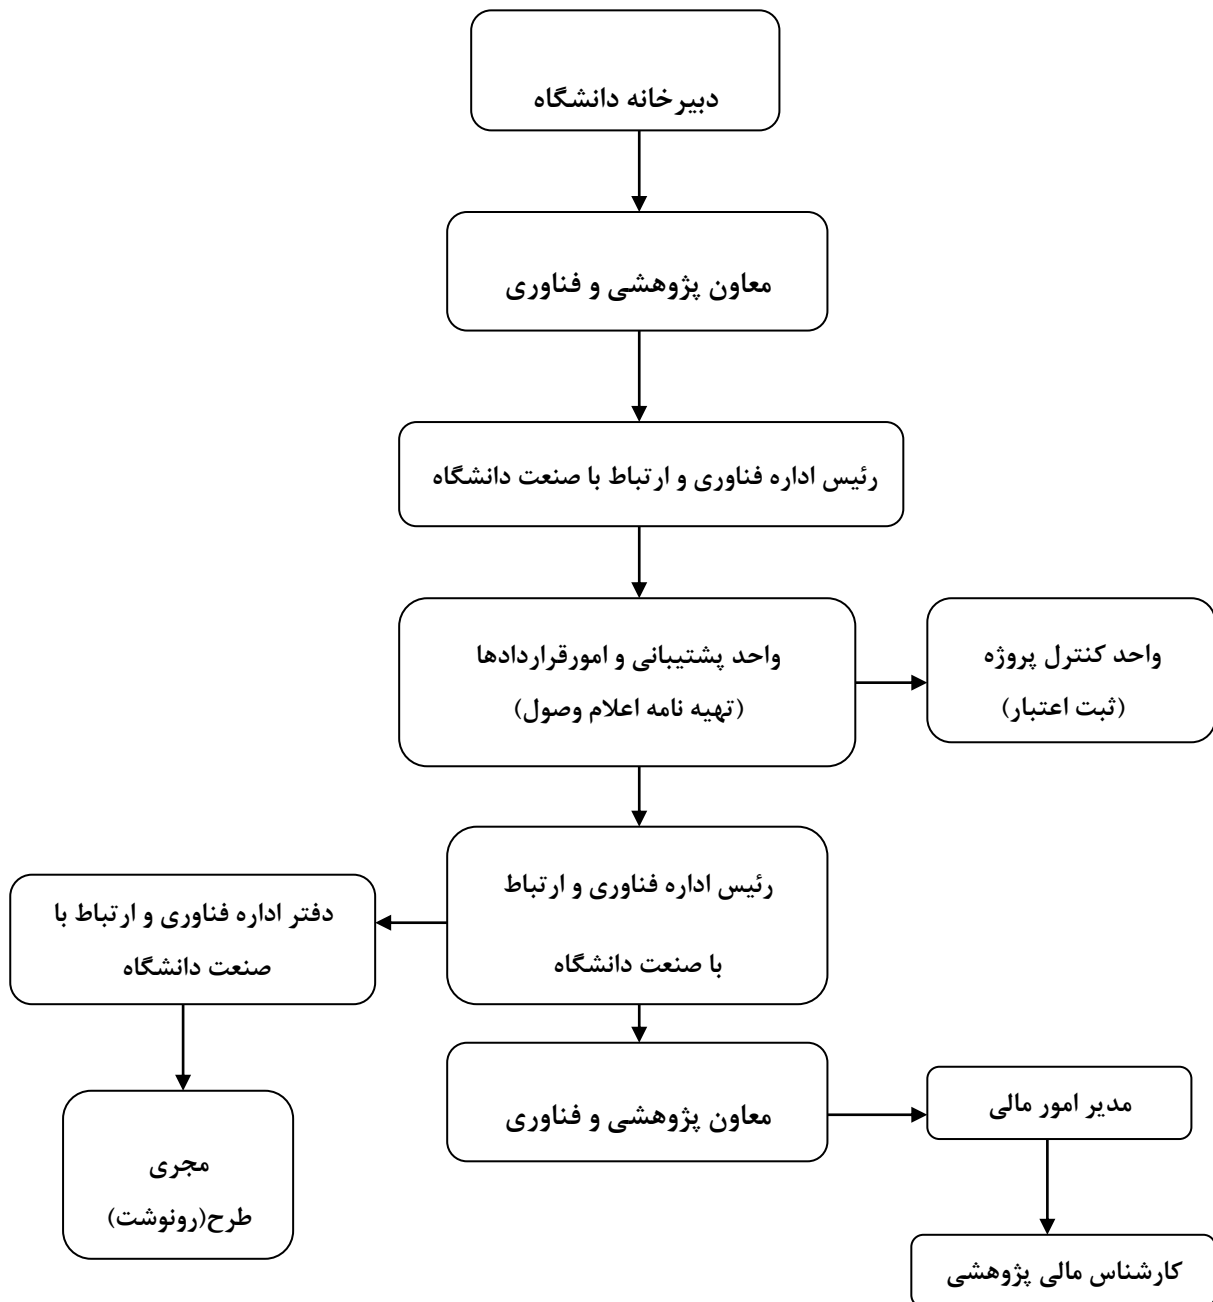 دبیرخانه دانشگاه
معاون پژوهشی و فناوری
رئیس اداره فناوری و ارتباط با صنعت دانشگاه
واحد پشتیبانی و امورقراردادها
(تهیه نامه اعلام وصول)
واحد کنترل پروژه
(ثبت اعتبار)
رئیس اداره فناوری و ارتباط
با صنعت دانشگاه
دفتر اداره فناوری و ارتباط با
صنعت دانشگاه
معاون پژوهشی و فناوری
مدیر امور مالی
مجری
طرح(رونوشت)
کارشناس مالی پژوهشی